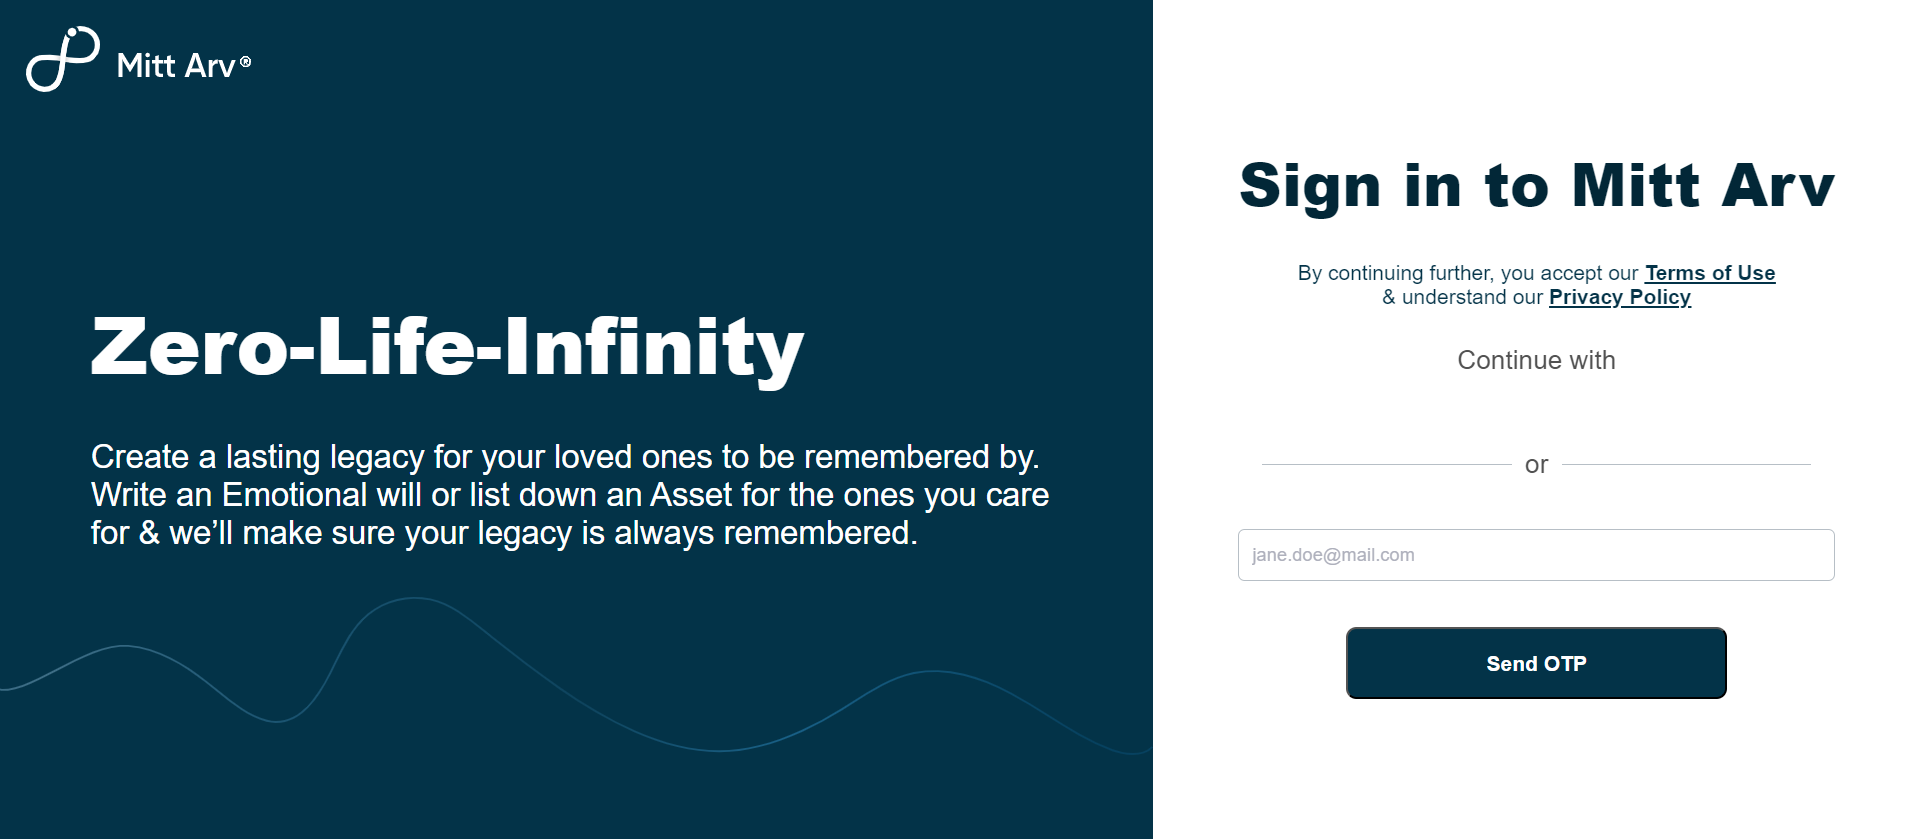 Mitt Arv®
Zero-Life-Infinity
Create a lasting legacy for your loved ones to be remembered by.
Write an Emotional will or list down an Asset for the ones you care
for & we’ll make sure your legacy is always remembered.
Sign in to Mitt Arv
By continuing further, you accept our Terms of Use
& understand our Privacy Policy
Continue with
or
jane.doe@mail.com
Send OTP